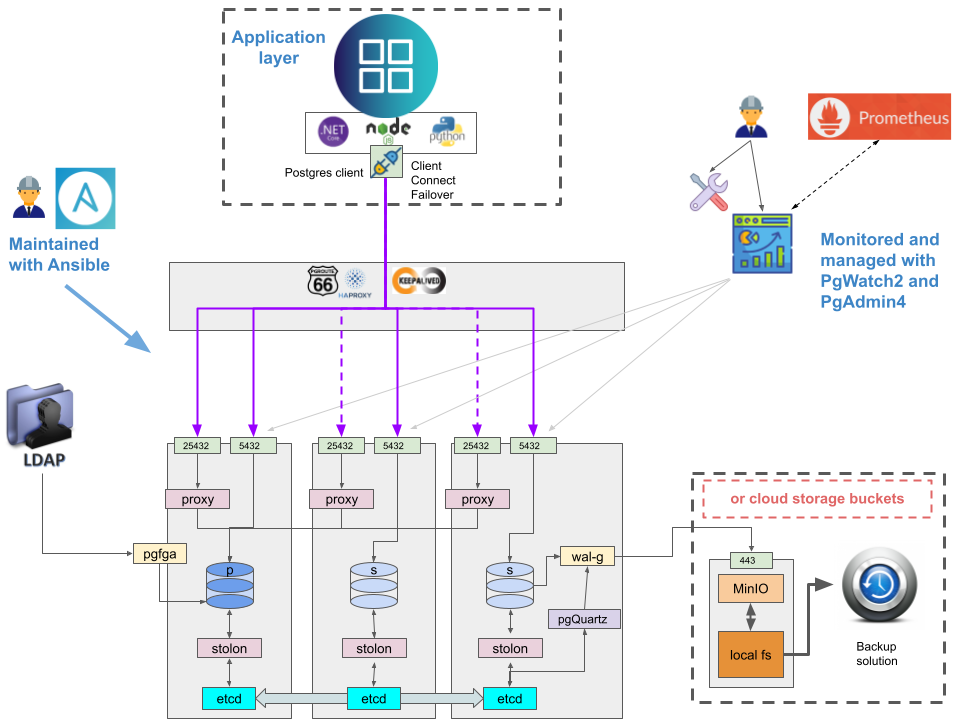 Application
layer
.NET
Core
node
JS
python
Postgres client
Client
Connect
Failover
Prometheus
Maintained
with Ansible
Monitored and
managed with
PgWatch2 and
PgAdmin4
PGROUTE
66
HAPROXY
KEEPALIVED
LDAP
25432
5432
25432
5432
25432
5432
proxy
proxy
proxy
or cloud storage buckets
pgfga
wal-g
443
p
s
s
MinIO
pgQuartz
stolon
stolon
stolon
local fs
Backup
solution
etcd
etcd
etcd